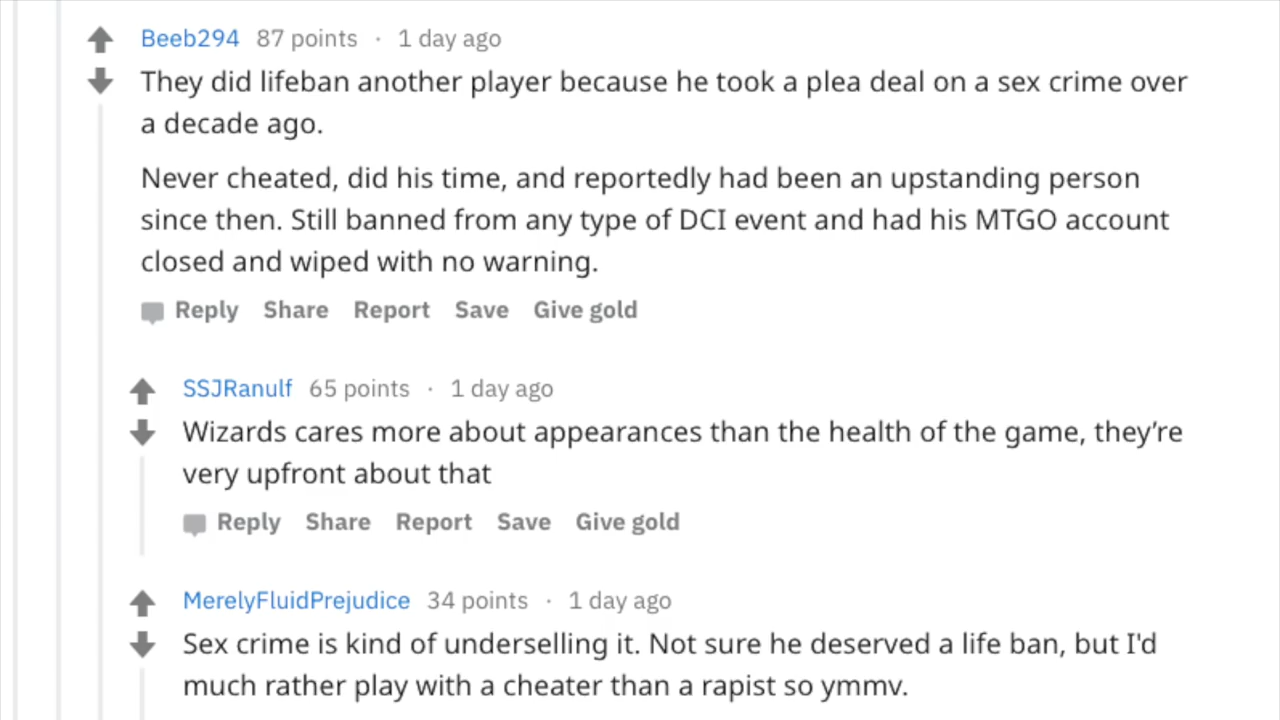 Beeb294 87 points · 1 day ago
They did lifeban another player because he took a plea deal on a sex crime over
a decade ago.
Never cheated, did his time, and reportedly had been an upstanding person
since then. Still banned from any type of DCI event and had his MTGO account
closed and wiped with no warning.
Reply Share Report Save Give gold
SSJRanulf 65 points · 1 day ago
Wizards cares more about appearances than the health of the game, they’re
very upfront about that
Reply Share Report Save Give gold
MerelyFluidPrejudice 34 points · 1 day ago
Sex crime is kind of underselling it. Not sure he deserved a life ban, but I'd
much rather play with a cheater than a rapist so ymmv.